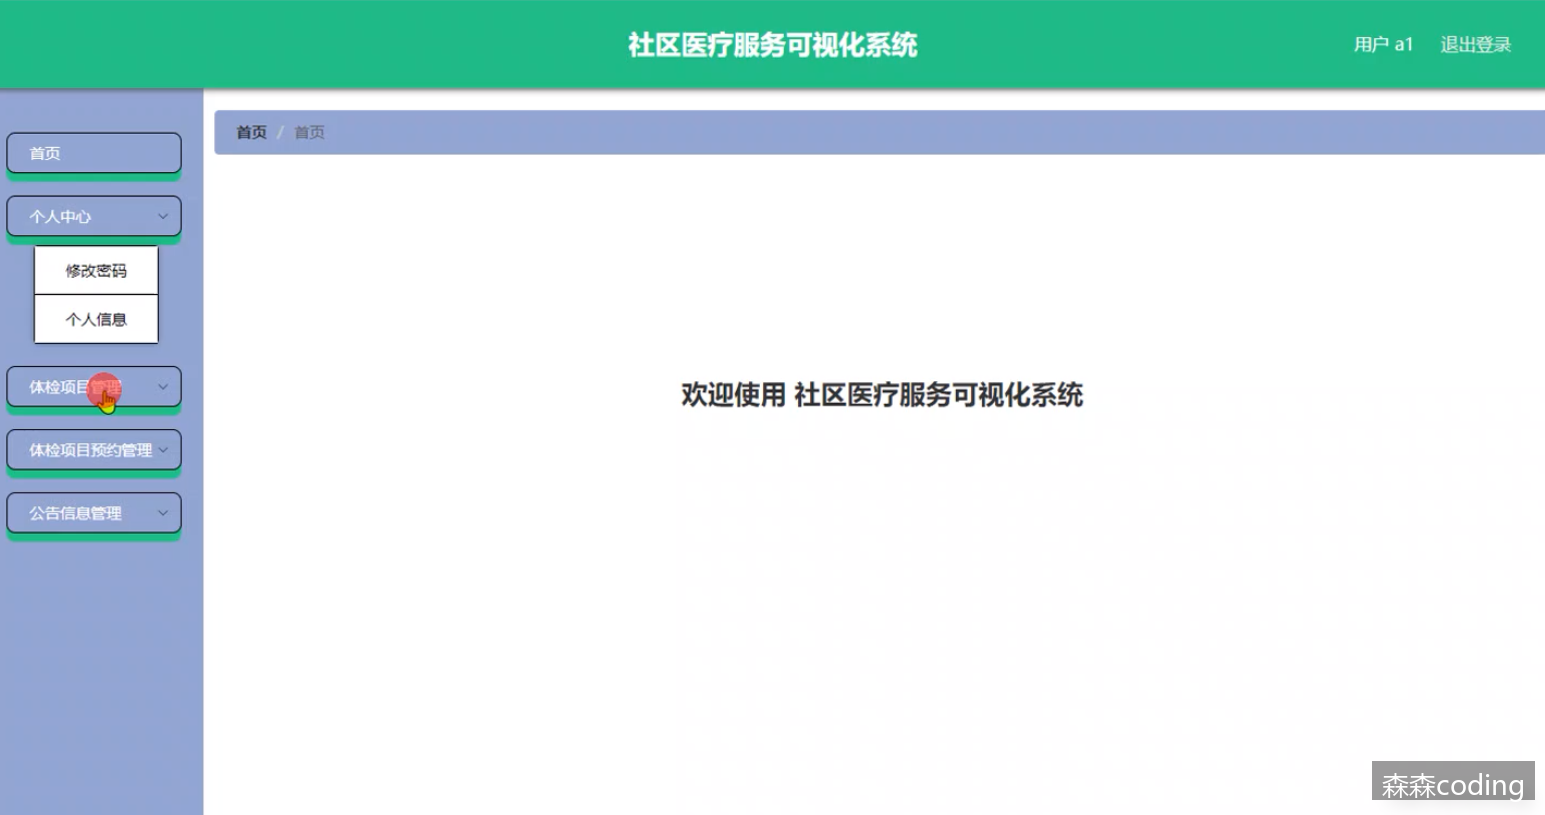 社区医疗服务可视化系统
用户 a1 退出登录
首页 / 首页
首页
个人中心
修改密码
个人信息
体检项目管理
体检项目预约管理
公告信息管理
欢迎使用 社区医疗服务可视化系统
森森coding